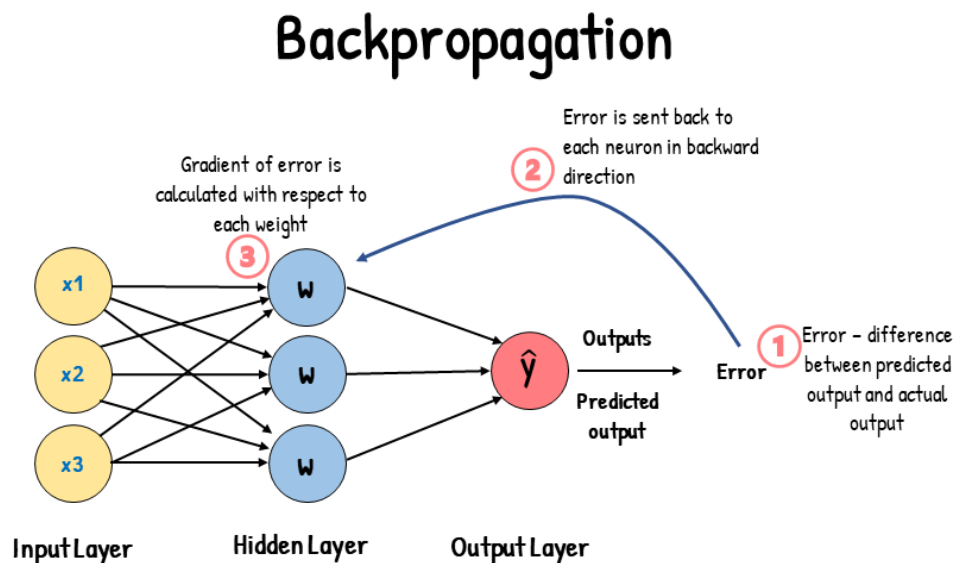 Backpropagation
Error is sent back to
each neuron in backward
direction
2
Gradient of error is
calculated with respect to
each weight
3
x1
x2
x3
w
w
w
ŷ
Outputs
Predicted
output
Error
1
Error - difference
between predicted
output and actual
output
Input Layer
Hidden Layer
Output Layer